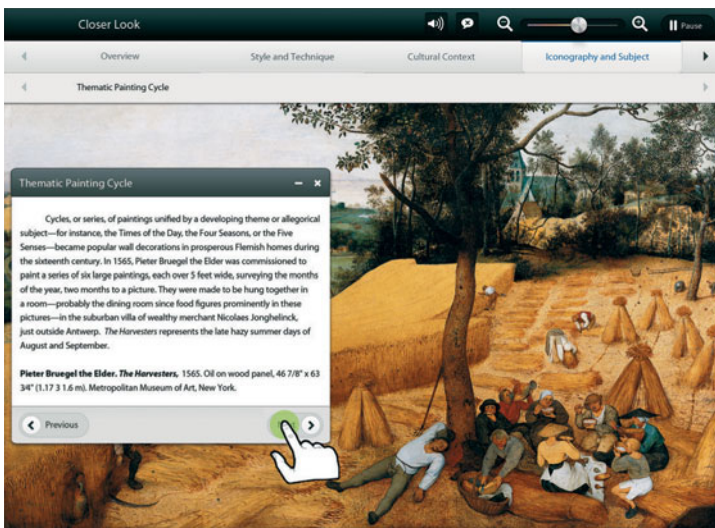 Closer Look
Pause
Overview
Style and Technique
Cultural Context
Iconography and Subject
Thematic Painting Cycle
Thematic Painting Cycle
Cycles, or series, of paintings unified by a developing theme or allegorical
subject—for instance, the Times of the Day, the Four Seasons, or the Five
Senses—became popular wall decorations in prosperous Flemish homes during
the sixteenth century. In 1565, Pieter Bruegel the Elder was commissioned to
paint a series of six large paintings, each over 5 feet wide, surveying the months
of the year, two months to a picture. They were made to be hung together in
a room—probably the dining room since food figures prominently in these
pictures—in the suburban villa of wealthy merchant Nicolaes Jonghelinck,
just outside Antwerp. The Harvesters represents the late hazy summer days of
August and September.
Pieter Bruegel the Elder. The Harvesters, 1565. Oil on wood panel, 46 7/8" x 63
3/4" (1.17 3 1.6 m). Metropolitan Museum of Art, New York.
Previous